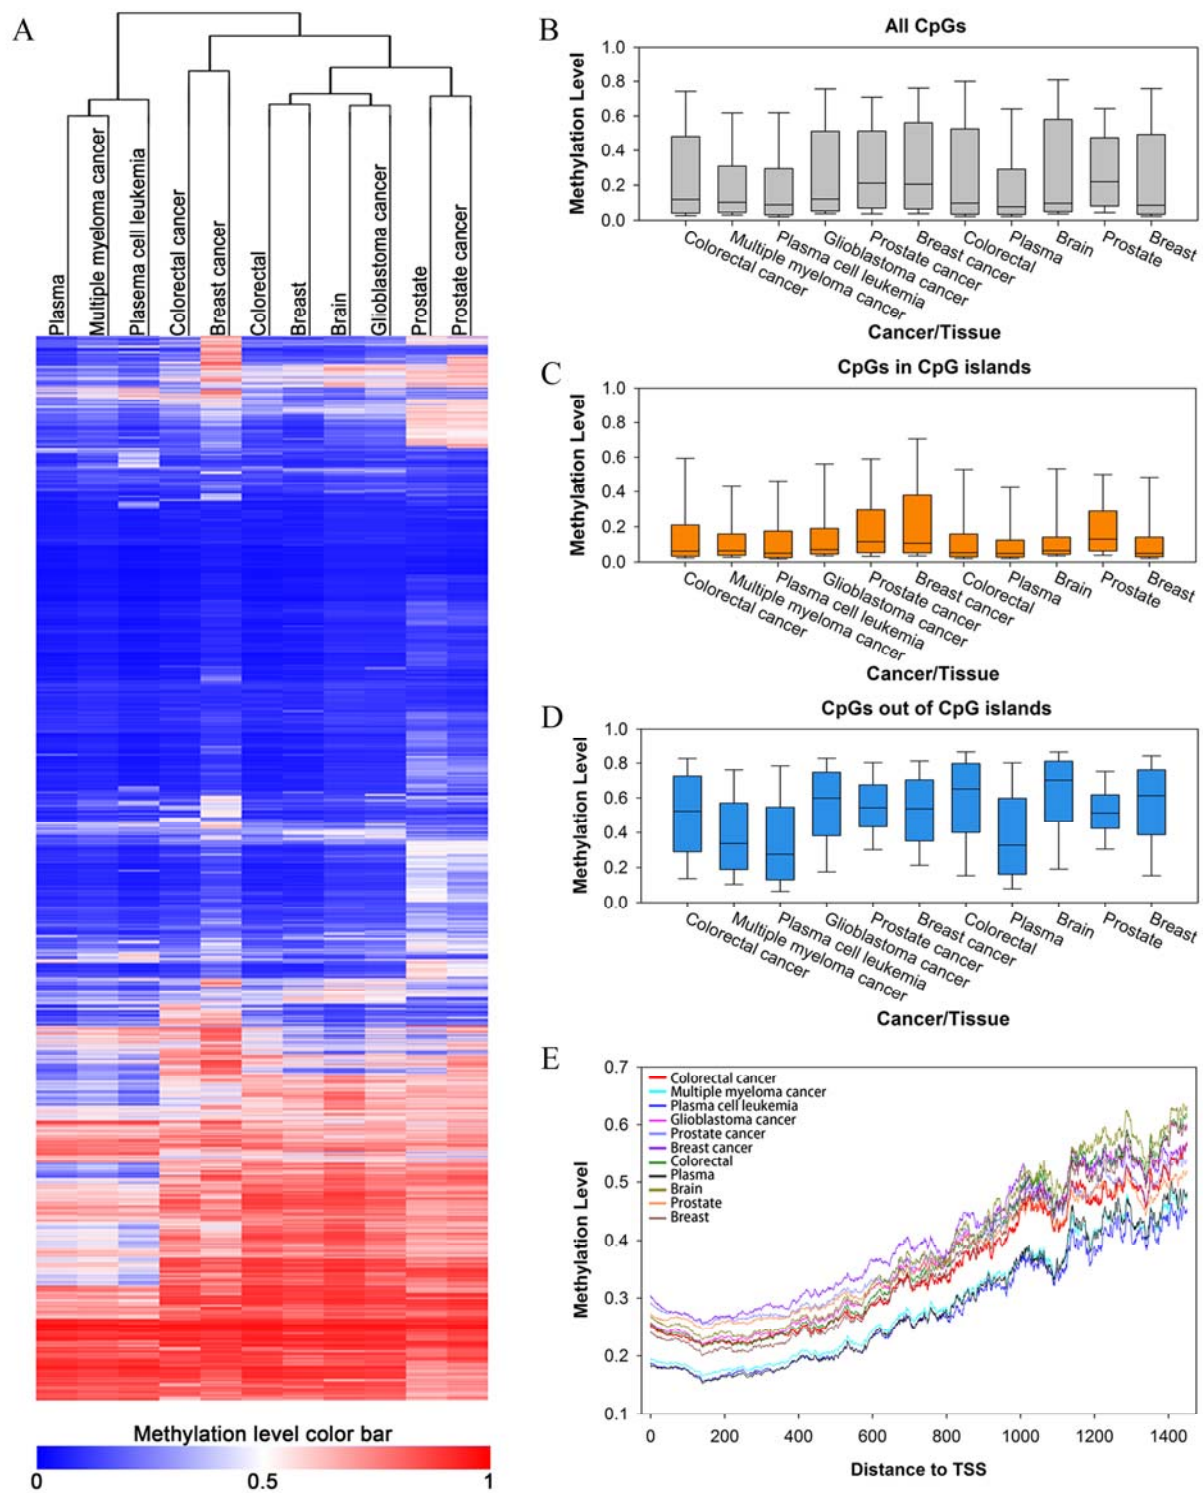 A
Plasma
Multiple myeloma cancer
Plasema cell leukemia
Colorectal cancer
Breast cancer
Colorectal
Breast
Brain
Glioblastoma cancer
Prostate
Prostate cancer
Methylation level color bar
0
0.5
1
B
All CpGs
Methylation Level
1.0
0.8
0.6
0.4
0.2
0.0
Colorectal cancer
Multiple myeloma cancer
Plasma cell leukemia
Glioblastoma cancer
Prostate cancer
Breast cancer
Colorectal
Plasma
Brain
Prostate
Breast
Cancer/Tissue
C
CpGs in CpG islands
Methylation Level
1.0
0.8
0.6
0.4
0.2
0.0
Colorectal cancer
Multiple myeloma cancer
Plasma cell leukemia
Glioblastoma cancer
Prostate cancer
Breast cancer
Colorectal
Plasma
Brain
Prostate
Breast
Cancer/Tissue
D
CpGs out of CpG islands
Methylation Level
1.0
0.8
0.6
0.4
0.2
0.0
Colorectal cancer
Multiple myeloma cancer
Plasma cell leukemia
Glioblastoma cancer
Prostate cancer
Breast cancer
Colorectal
Plasma
Brain
Prostate
Breast
Cancer/Tissue
E
Methylation Level
0.7
0.6
0.5
0.4
0.3
0.2
0.1
Colorectal cancer
Multiple myeloma cancer
Plasma cell leukemia
Glioblastoma cancer
Prostate cancer
Breast cancer
Colorectal
Plasma
Brain
Prostate
Breast
0
200
400
600
800
1000
1200
1400
Distance to TSS